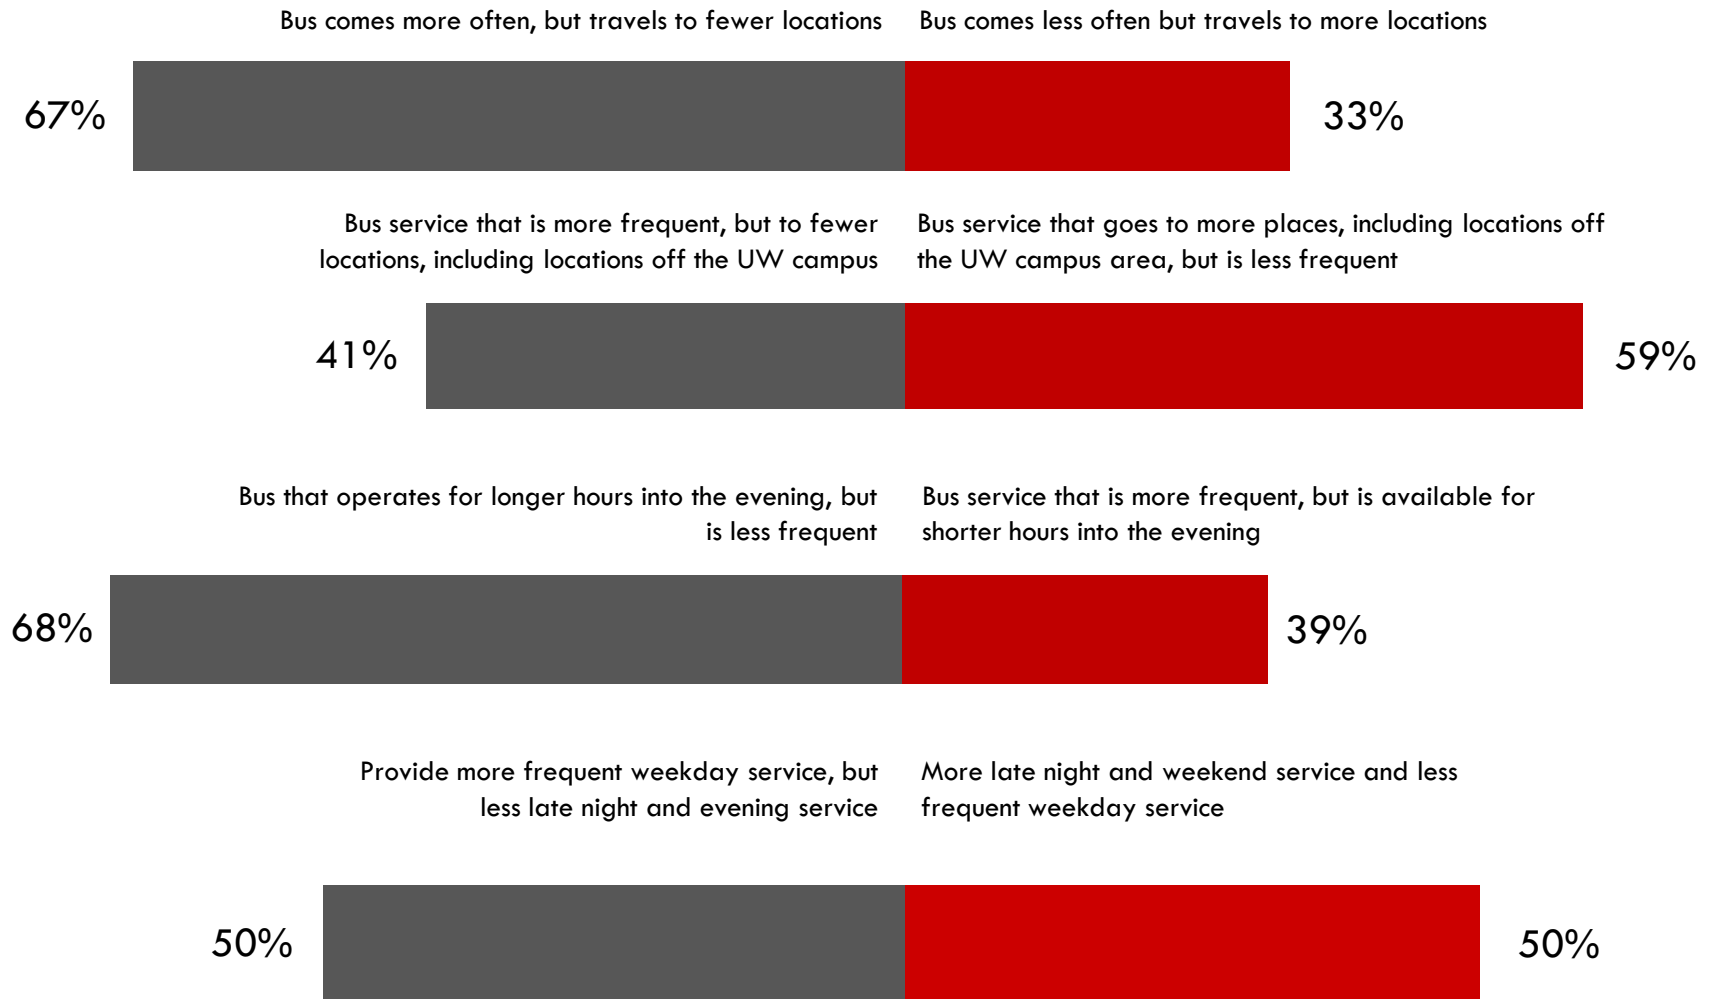 Bus comes more often, but travels to fewer locations
Bus comes less often but travels to more locations
67%
33%
Bus service that is more frequent, but to fewer
locations, including locations off the UW campus
Bus service that goes to more places, including locations off
the UW campus area, but is less frequent
41%
59%
Bus that operates for longer hours into the evening, but
is less frequent
Bus service that is more frequent, but is available for
shorter hours into the evening
68%
39%
Provide more frequent weekday service, but
less late night and evening service
More late night and weekend service and less
frequent weekday service
50%
50%